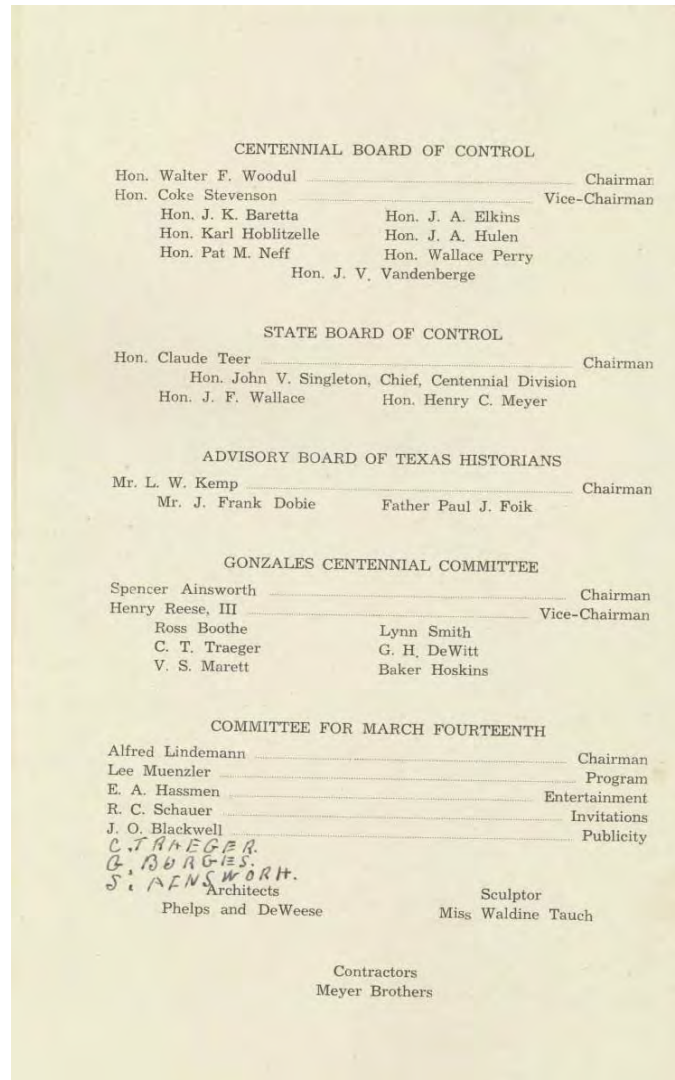 CENTENNIAL BOARD OF CONTROL
Hon. Walter F. Woodul Chairman
Hon. Coke Stevenson Vice-Chairman
Hon. J. K. Baretta Hon. J. A. Elkins
Hon. Karl Hoblitzelle Hon. J. A. Hulen
Hon. Pat M. Neff Hon. Wallace Perry
Hon. J. V. Vandenberge
STATE BOARD OF CONTROL
Hon. Claude Teer Chairman
Hon. John V. Singleton, Chief, Centennial Division
Hon. J. F. Wallace Hon. Henry C. Meyer
ADVISORY BOARD OF TEXAS HISTORIANS
Mr. L. W. Kemp Chairman
Mr. J. Frank Dobie Father Paul J. Foik
GONZALES CENTENNIAL COMMITTEE
Spencer Ainsworth Chairman
Henry Reese, III Vice-Chairman
Ross Boothe Lynn Smith
C. T. Traeger G. H. DeWitt
V. S. Marett Baker Hoskins
COMMITTEE FOR MARCH FOURTEENTH
Alfred Lindemann Chairman
Lee Muenzler Program
E. A. Hassmen Entertainment
R. C. Schauer Invitations
J. O. Blackwell Publicity
C. TRAEGER.
G. BURGIES.
S. AINSWORH.
Architects Sculptor
Phelps and DeWeese Miss Waldine Tauch
Contractors
Meyer Brothers